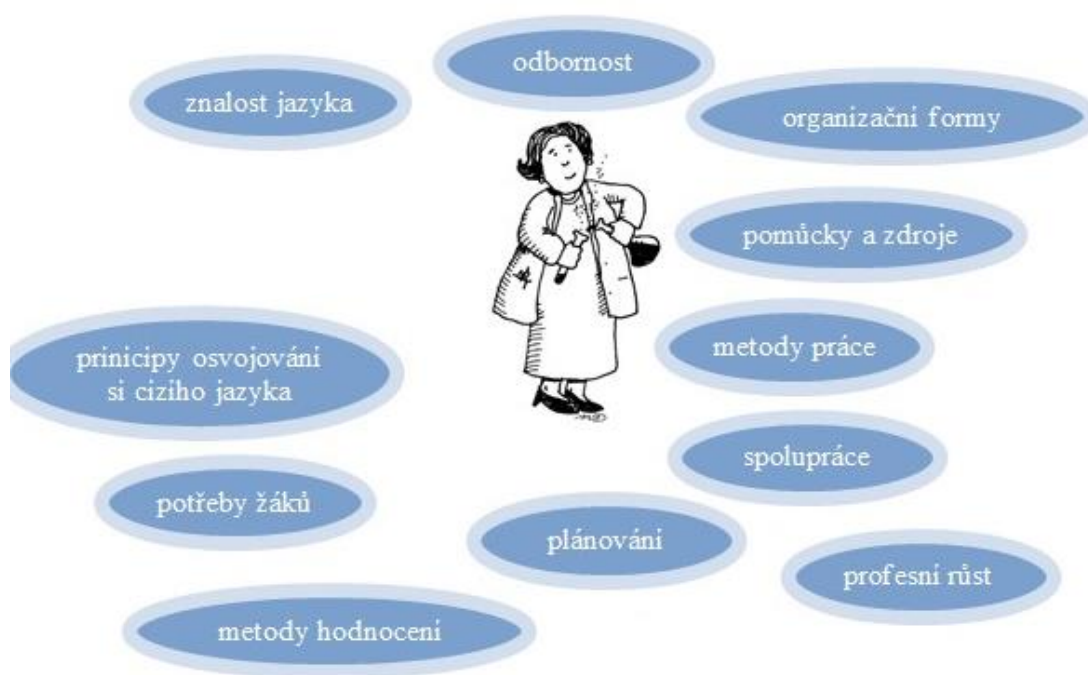 odbornost
znalost jazyka
organizační formy
pomůcky a zdroje
metody práce
prinicipy osvojování
si cizího jazyka
spolupráce
potřeby žáků
plánování
profesní růst
metody hodnocení